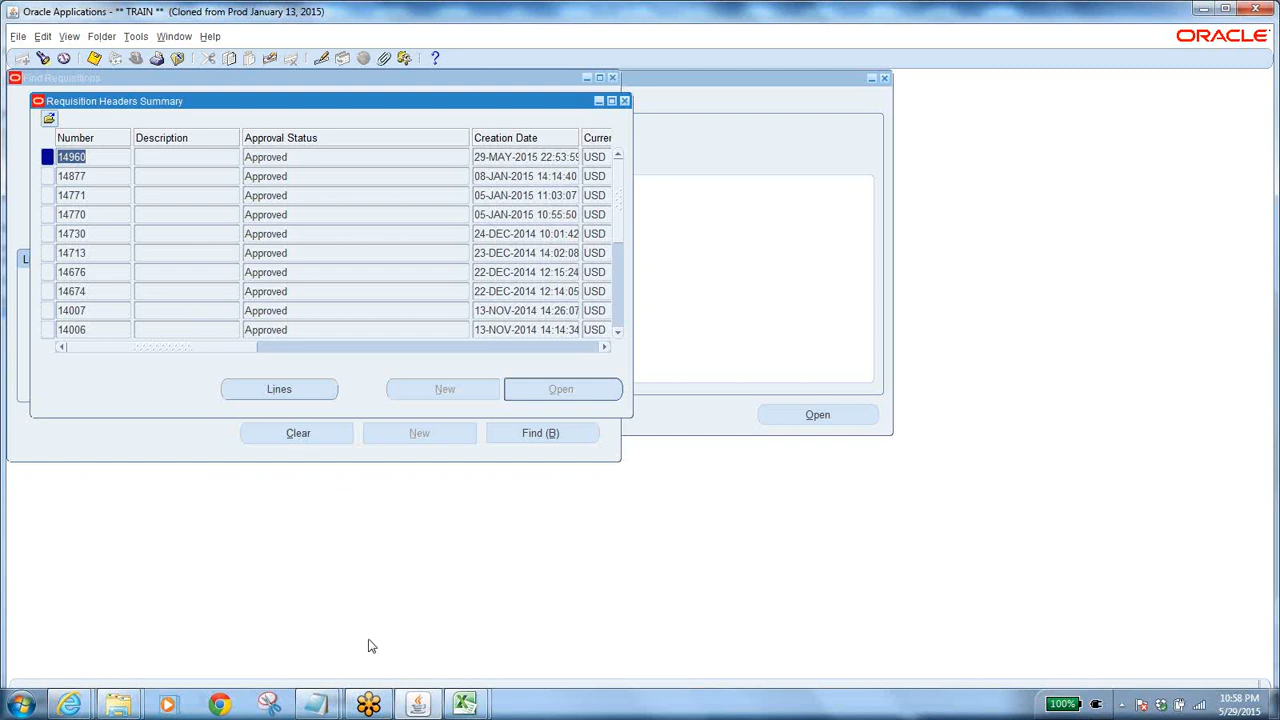 Oracle Applications - ** TRAIN ** (Cloned from Prod January 13, 2015)
File Edit View Folder Tools Window Help
ORACLE
Find Requisitions
Requisition Headers Summary
Number Description Approval Status Creation Date Curren
14960 Approved 29-MAY-2015 22:53:59 USD
14877 Approved 08-JAN-2015 14:14:40 USD
14771 Approved 05-JAN-2015 11:03:07 USD
14770 Approved 05-JAN-2015 10:55:50 USD
14730 Approved 24-DEC-2014 10:01:42 USD
14713 Approved 23-DEC-2014 14:02:08 USD
14676 Approved 22-DEC-2014 12:15:24 USD
14674 Approved 22-DEC-2014 12:14:05 USD
14007 Approved 13-NOV-2014 14:26:07 USD
14006 Approved 13-NOV-2014 14:14:34 USD
L
Lines New Open
Open
Clear New Find (B)
100%
10:58 PM
5/29/2015